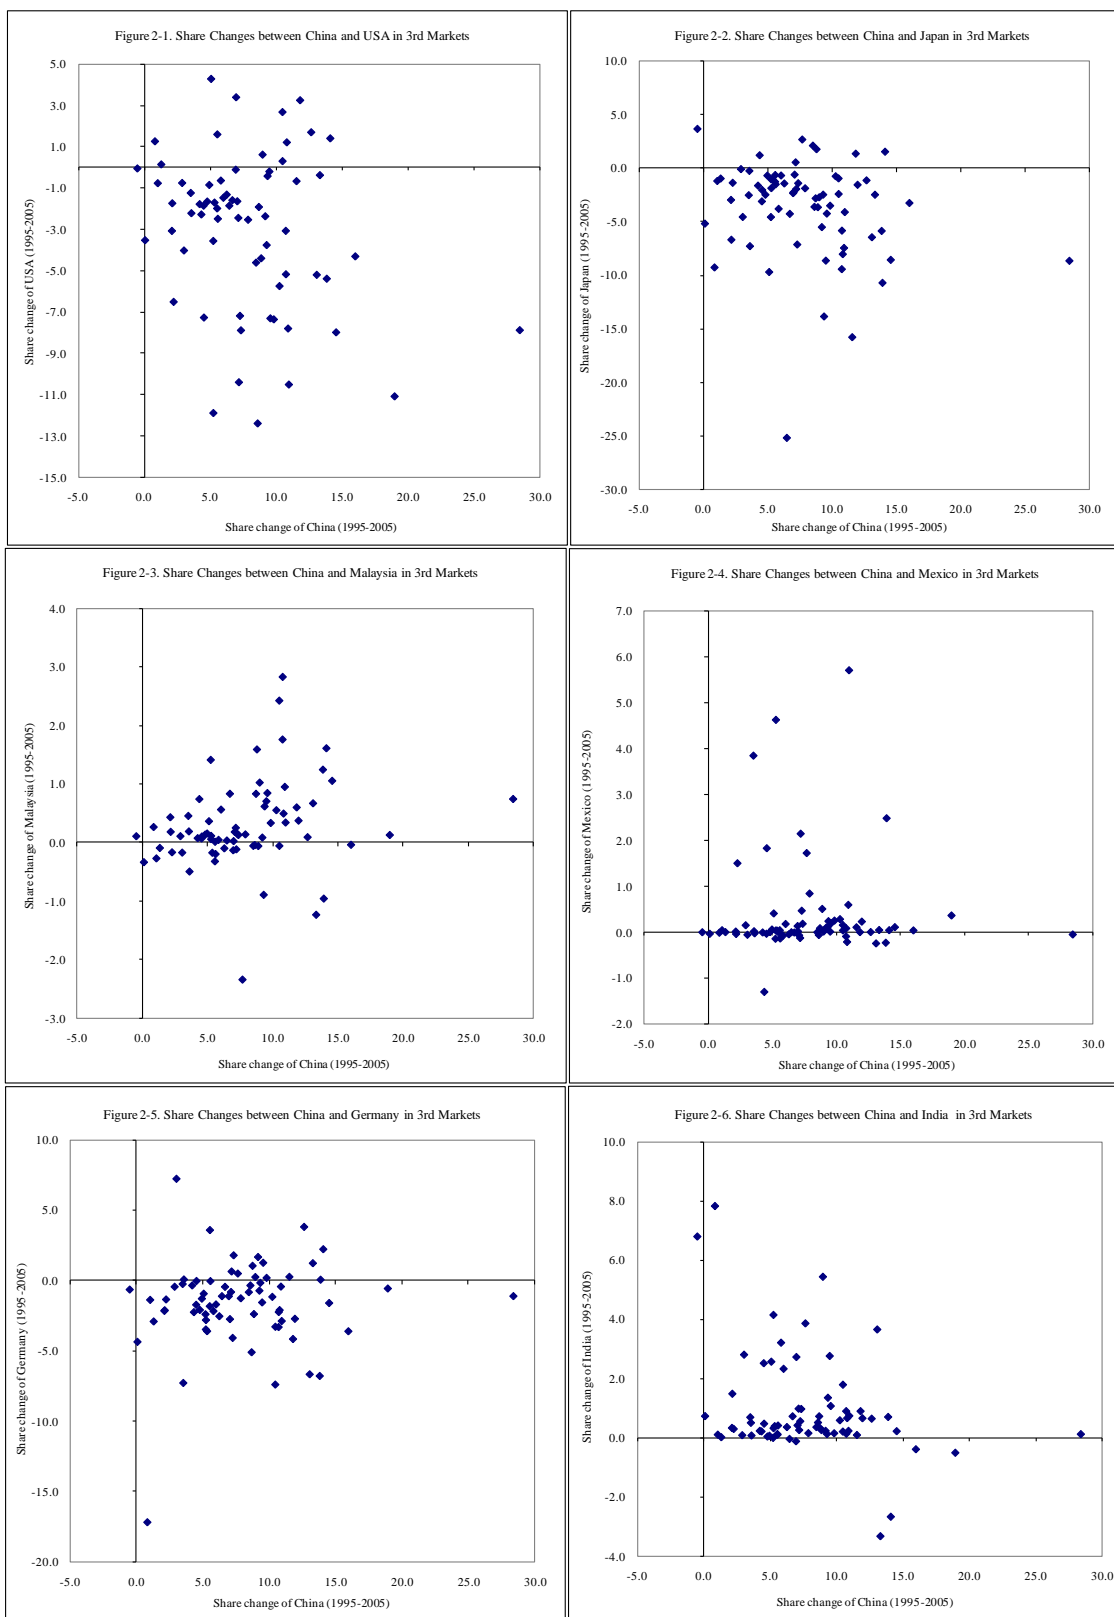 Figure 2-1. Share Changes between China and USA in 3rd Markets
5.0
3.0
1.0
-1.0
-3.0
-5.0
-7.0
-9.0
-11.0
-13.0
-15.0
-5.0 0.0 5.0 10.0 15.0 20.0 25.0 30.0
Share change of China (1995-2005)
Share change of USA (1995-2005)
Figure 2-2. Share Changes between China and Japan in 3rd Markets
10.0
5.0
0.0
-5.0
-10.0
-15.0
-20.0
-25.0
-30.0
-5.0 0.0 5.0 10.0 15.0 20.0 25.0 30.0
Share change of China (1995-2005)
Share change of Japan (1995-2005)
Figure 2-3. Share Changes between China and Malaysia in 3rd Markets
4.0
3.0
2.0
1.0
0.0
-1.0
-2.0
-3.0
-5.0 0.0 5.0 10.0 15.0 20.0 25.0 30.0
Share change of China (1995-2005)
Share change of Malaysia (1995-2005)
Figure 2-4. Share Changes between China and Mexico in 3rd Markets
7.0
6.0
5.0
4.0
3.0
2.0
1.0
0.0
-1.0
-2.0
-5.0 0.0 5.0 10.0 15.0 20.0 25.0 30.0
Share change of China (1995-2005)
Share change of Mexico (1995-2005)
Figure 2-5. Share Changes between China and Germany in 3rd Markets
10.0
5.0
0.0
-5.0
-10.0
-15.0
-20.0
-5.0 0.0 5.0 10.0 15.0 20.0 25.0 30.0
Share change of China (1995-2005)
Share change of Germany (1995-2005)
Figure 2-6. Share Changes between China and India in 3rd Markets
10.0
8.0
6.0
4.0
2.0
0.0
-2.0
-4.0
-5.0 0.0 5.0 10.0 15.0 20.0 25.0 30.0
Share change of China (1995-2005)
Share change of India (1995-2005)